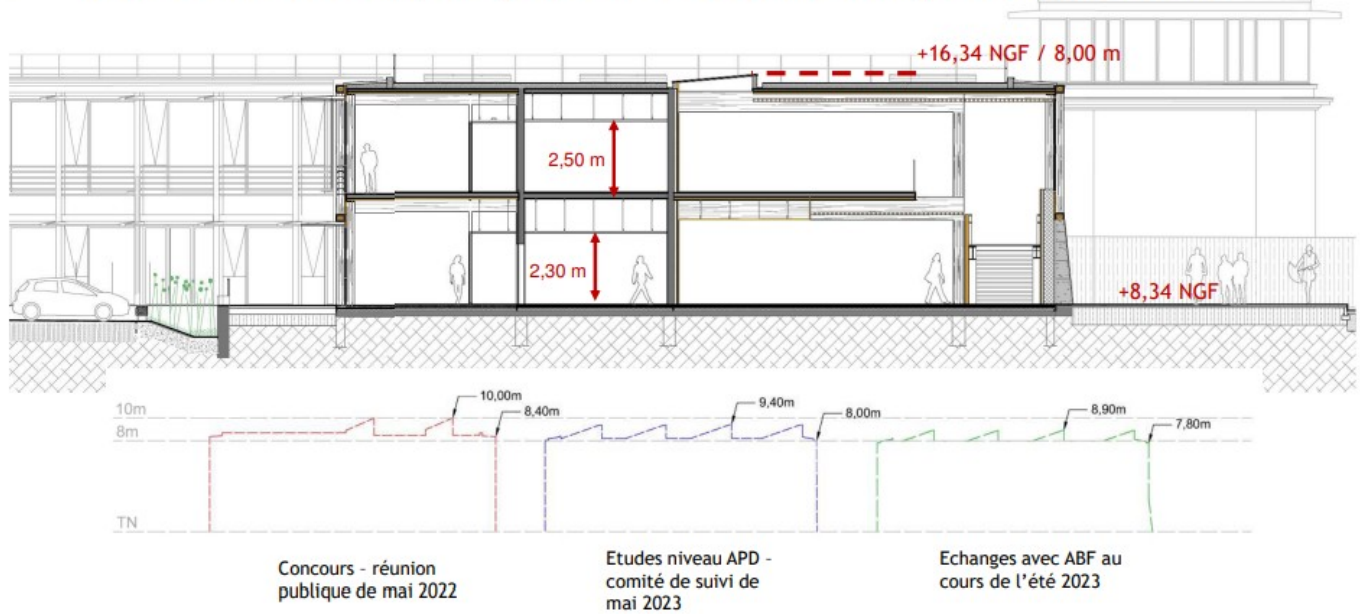 +16,34 NGF / 8,00 m
2,50 m
2,30 m
+8,34 NGF
10,00m
8,40m
9,40m
8,00m
8,90m
7,80m
10m
8m
TN
Concours - réunion
publique de mai 2022
Etudes niveau APD -
comité de suivi de
mai 2023
Echanges avec ABF au
cours de l'été 2023